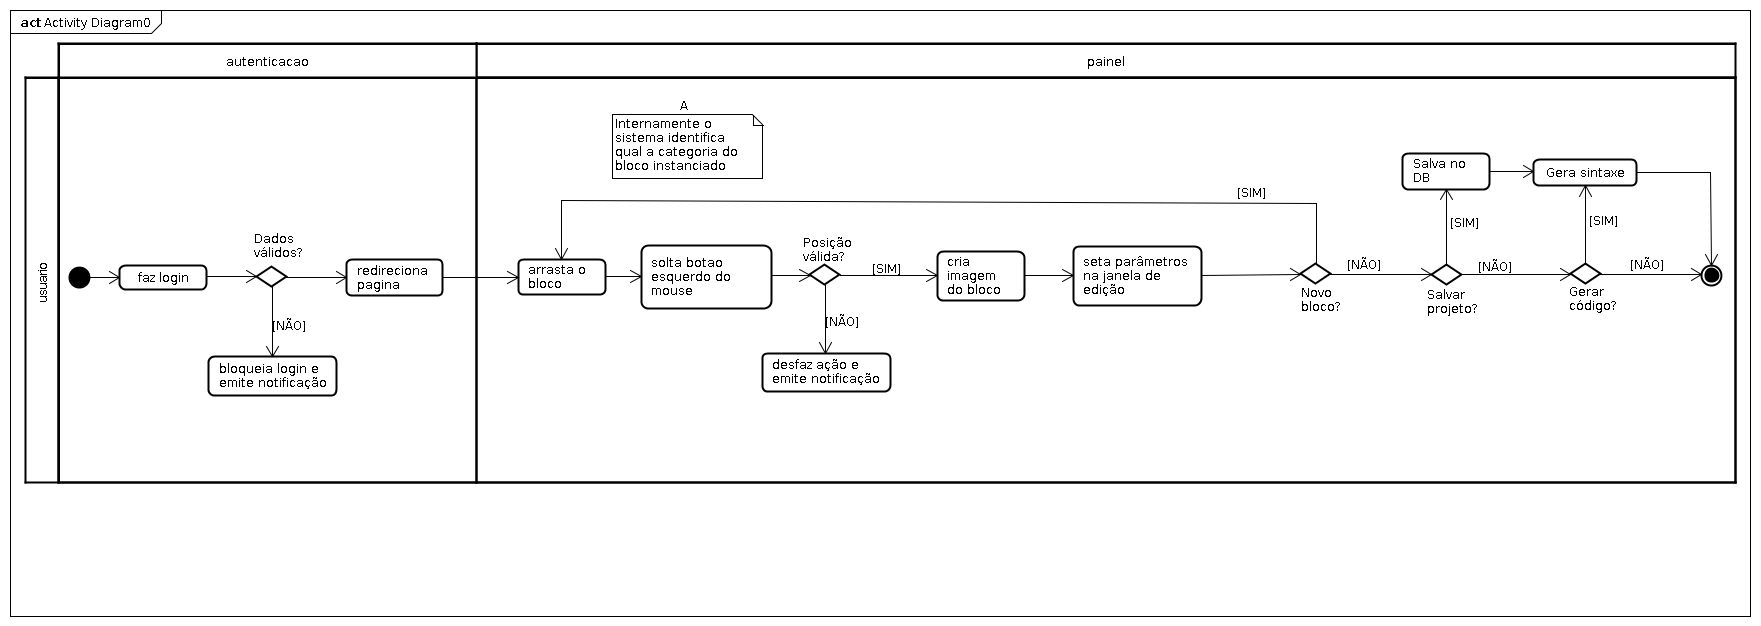 act Activity Diagram0
autenticacao
painel
usuario
A
Internamente o
sistema identifica
qual a categoria do
bloco instanciado
faz login
Dados
válidos?
redireciona
pagina
[NÃO]
bloqueia login e
emite notificação
arrasta o
bloco
solta botao
esquerdo do
mouse
Posição
válida?
[SIM]
[NÃO]
desfaz ação e
emite notificação
cria
imagem
do bloco
seta parâmetros
na janela de
edição
[SIM]
Novo
bloco?
[NÃO]
Salva no
DB
[SIM]
Salvar
projeto?
[NÃO]
Gera sintaxe
[SIM]
Gerar
código?
[NÃO]